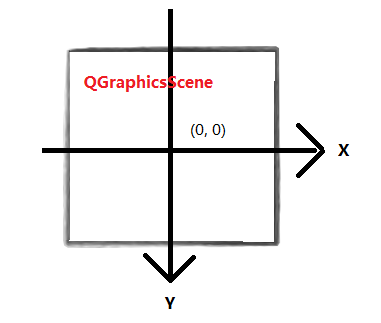 QGraphicsScene
(0, 0)
X
Y